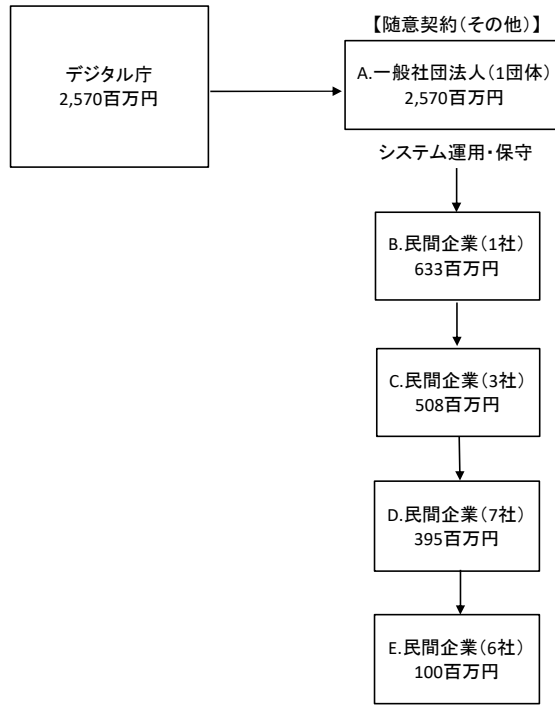 【随意契約(その他)】
デジタル庁
2,570百万円
A.一般社団法人(1団体)
2,570百万円
システム運用・保守
B.民間企業(1社)
633百万円
C.民間企業(3社)
508百万円
D.民間企業(7社)
395百万円
E.民間企業(6社)
100百万円